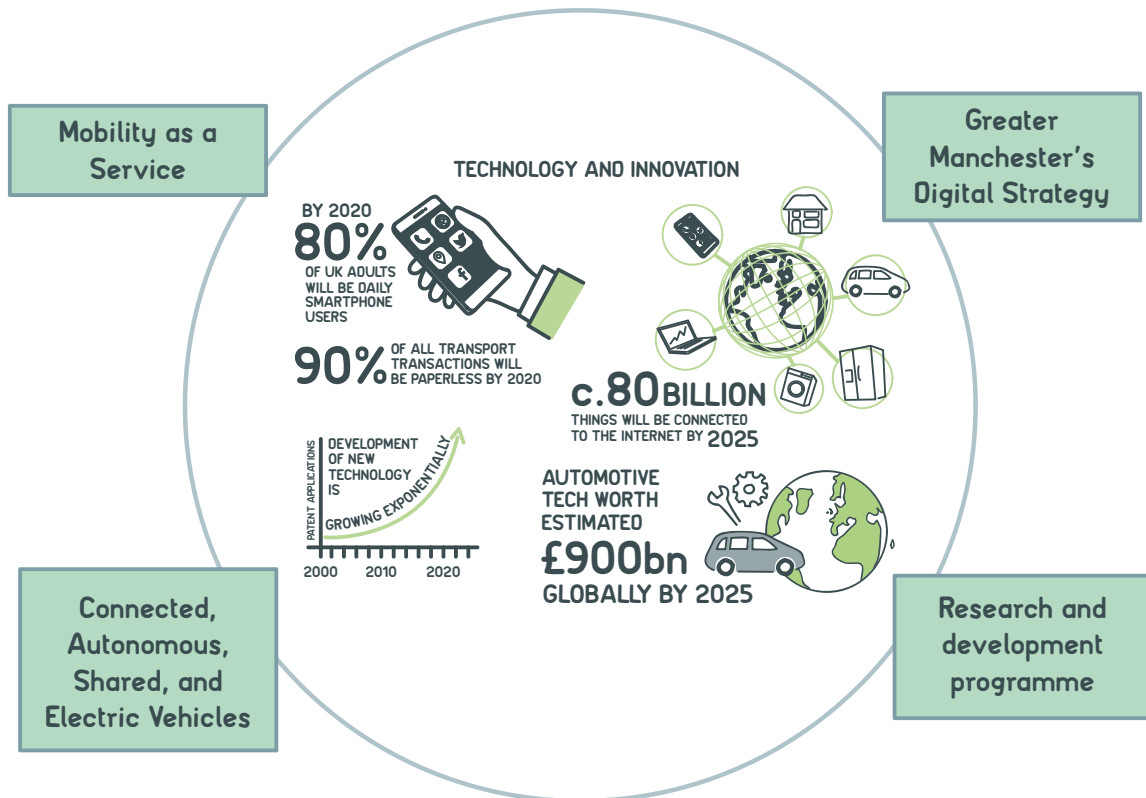 Mobility as a
Service
Greater
Manchester's
Digital Strategy
TECHNOLOGY AND INNOVATION
BY 2020
80%
OF UK ADULTS
WILL BE DAILY
SMARTPHONE
USERS
90%
OF ALL TRANSPORT
TRANSACTIONS WILL
BE PAPERLESS BY 2020
c.80 BILLION
THINGS WILL BE CONNECTED
TO THE INTERNET BY 2025
PATENT APPLICATIONS
DEVELOPMENT
OF NEW
TECHNOLOGY
IS
GROWING EXPONENTIALLY
2000 2010 2020
AUTOMOTIVE
TECH WORTH
ESTIMATED
£900bn
GLOBALLY BY 2025
Connected,
Autonomous,
Shared, and
Electric Vehicles
Research and
development
programme